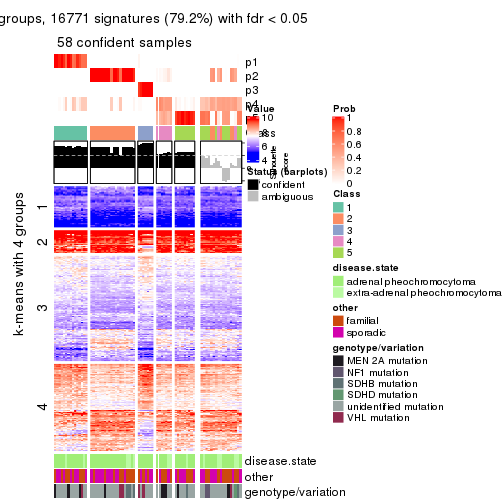 groups, 16771 signatures (79.2%) with fdr < 0.05
58 confident samples
p1
p2
p3
p4
p5
Class
Silhouette score
k-means with 4 groups
1
2
3
4
disease.state
other
genotype/variation
Value
10
8
6
4
Status (barplots)
confident
ambiguous
Prob
1
0.8
0.6
0.4
0.2
0
Class
1
2
3
4
5
disease.state
adrenal pheochromocytoma
extra-adrenal pheochromocytoma
other
familial
sporadic
genotype/variation
MEN 2A mutation
NF1 mutation
SDHB mutation
SDHD mutation
unidentified mutation
VHL mutation